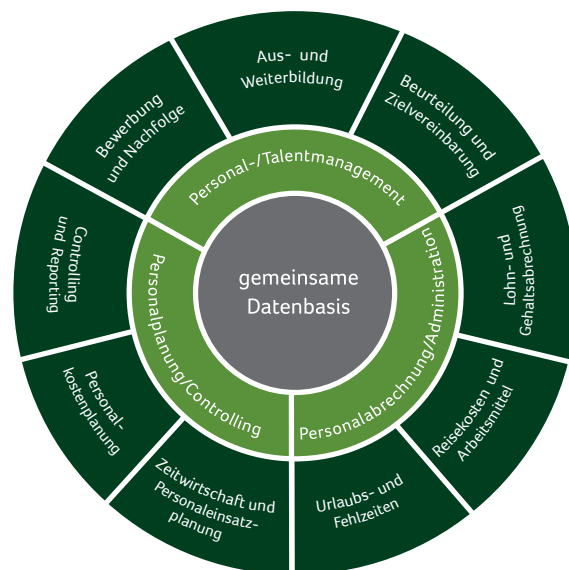 Aus- und
Weiterbildung
Beurteilung und
Zielvereinbarung
Lohn- und
Gehaltsabrechnung
Reisekosten und
Arbeitsmittel
Urlaubs- und
Fehlzeiten
Zeitwirtschaft und
Personaleinsatz-
planung
Personal-
kostenplanung
Controlling
und Reporting
Bewerbung
und Nachfolge
Personal-/Talentmanagement
Personalabrechnung/Administration
Personalplanung/Controlling
gemeinsame
Datenbasis